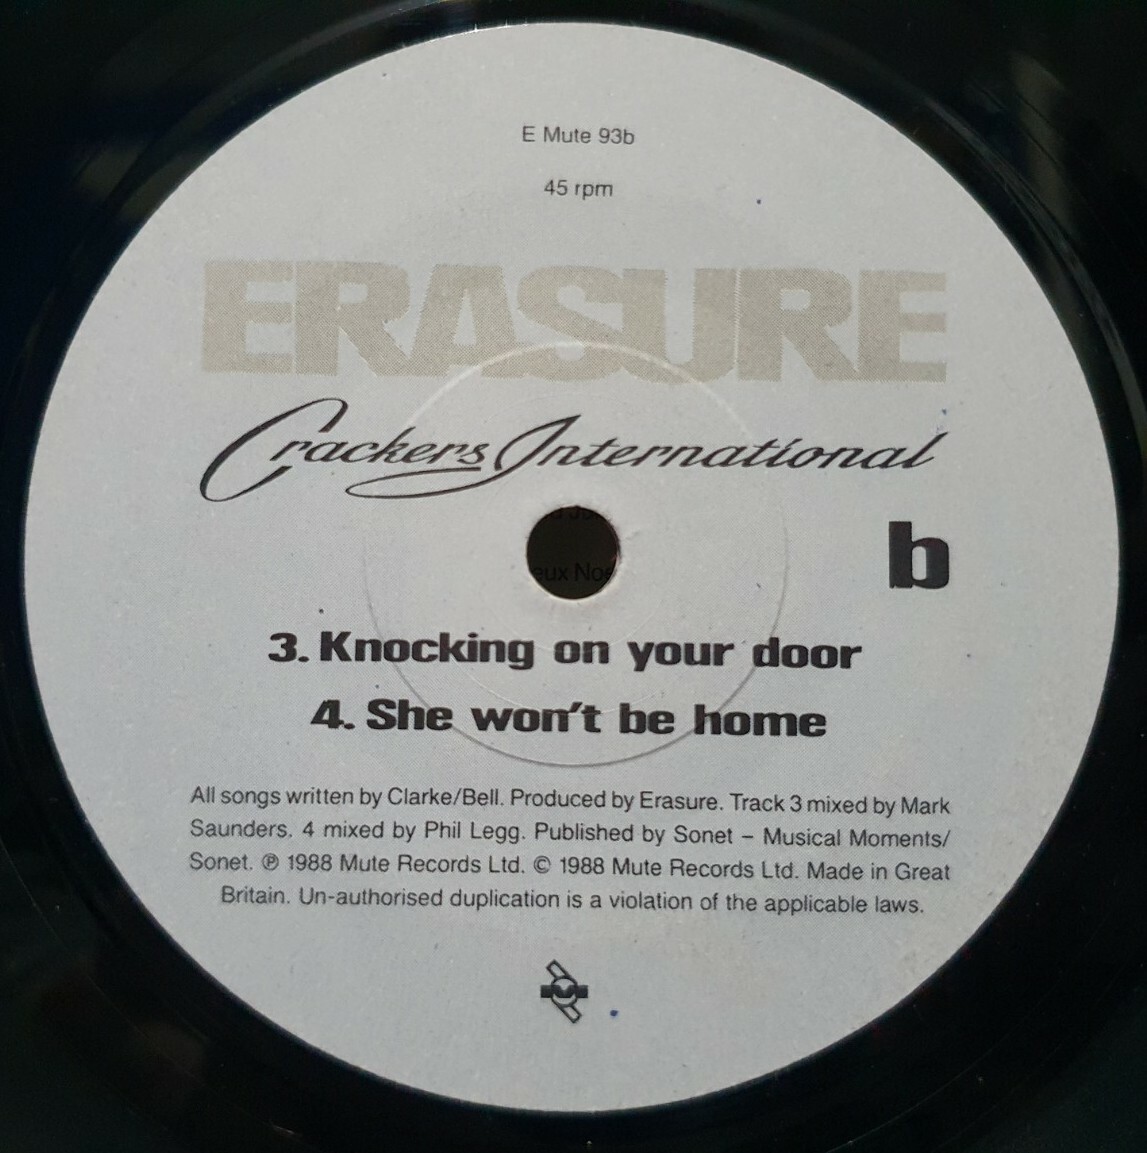 E Mute 93b
45 rpm
ERASURE
Crackers International
b
3. Knocking on your door
4. She won't be home
All songs written by Clarke/Bell. Produced by Erasure. Track 3 mixed by Mark
Saunders. 4 mixed by Phil Legg. Published by Sonet – Musical Moments/
Sonet. ℗ 1988 Mute Records Ltd. © 1988 Mute Records Ltd. Made in Great
Britain. Un-authorised duplication is a violation of the applicable laws.